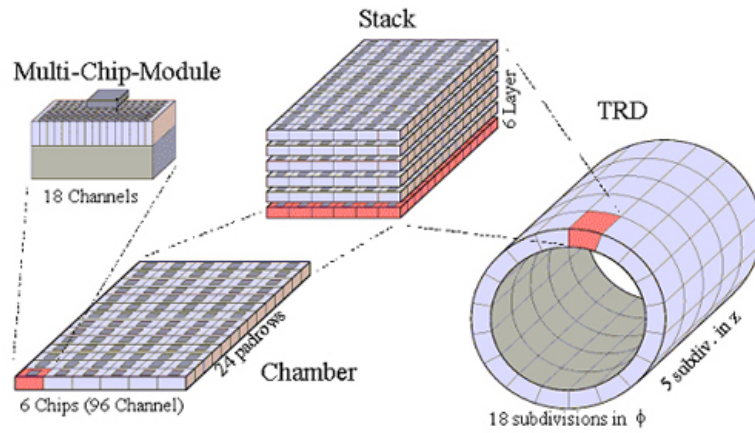 Stack
Multi-Chip-Module
6 Layer
TRD
18 Channels
24 padrows
Chamber
5 subdiv. in z
6 Chips (96 Channel)
18 subdivisions in ϕ